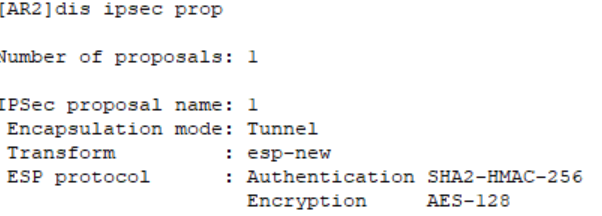 [AR2]dis ipsec prop
Number of proposals: 1
IPSec proposal name: 1
Encapsulation mode: Tunnel
Transform : esp-new
ESP protocol : Authentication SHA2-HMAC-256
Encryption AES-128